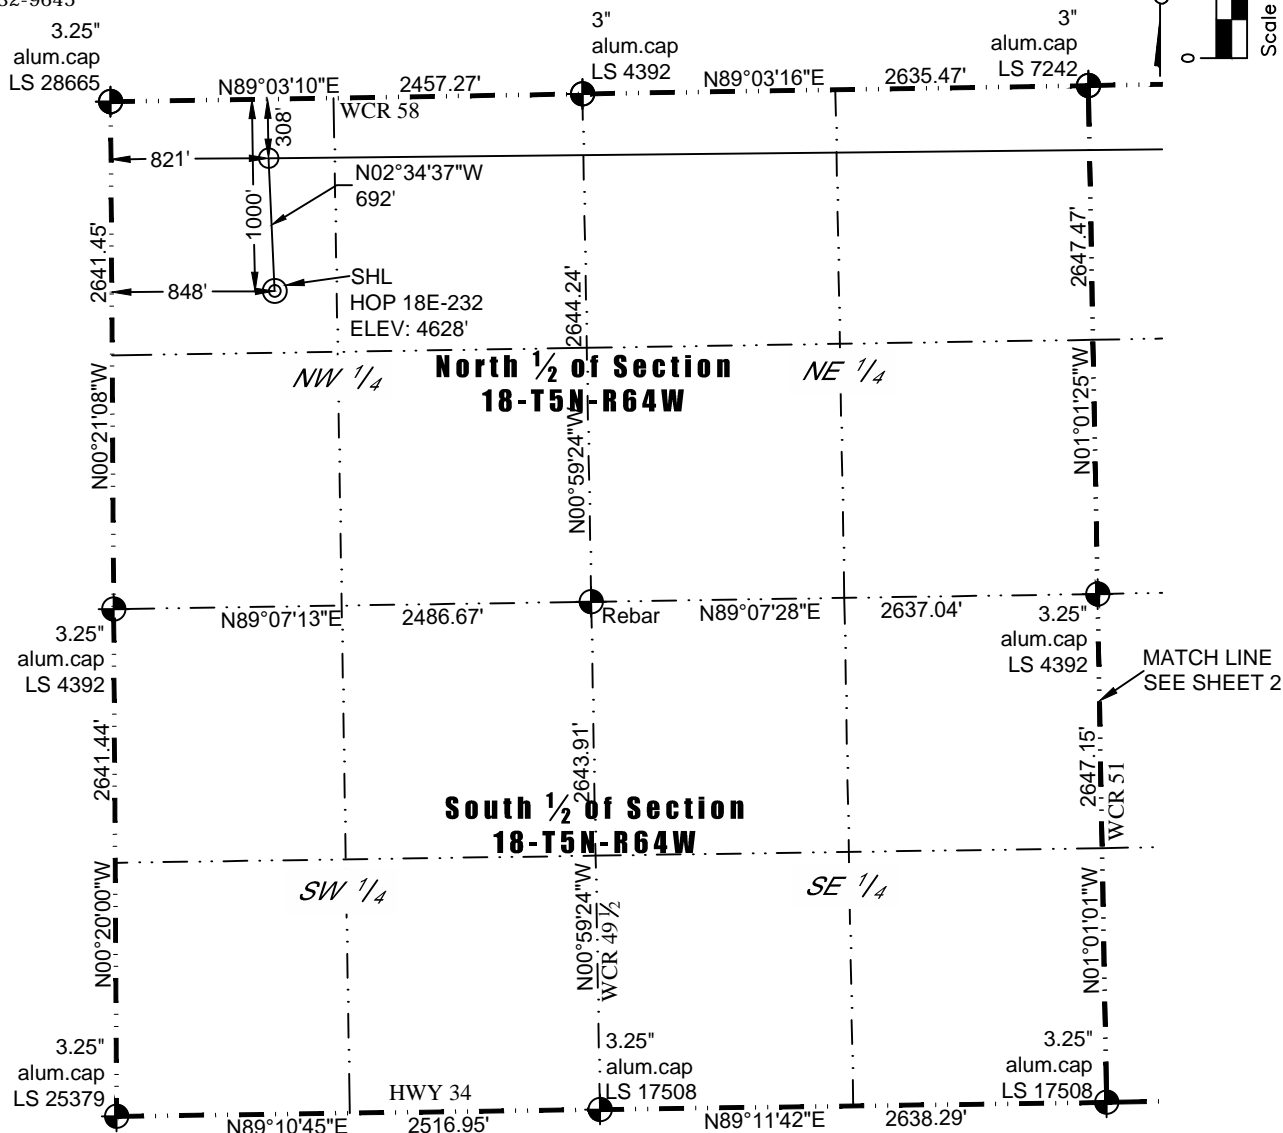 3.25"
alum.cap
LS 28665
N89°03'10"E
2457.27'
3"
alum.cap
LS 4392
N89°03'16"E
2635.47'
3"
alum.cap
LS 7242
0
Scale
WCR 58
308'
821'
1000'
N02°34'37"W
692'
848'
SHL
HOP 18E-232
ELEV: 4628'
2641.45'
2644.24'
2647.47'
NW 1/4
North ½ of Section
18-T5N-R64W
NE 1/4
N00°21'08"W
N00°59'24"W
N01°01'25"W
N89°07'13"E
2486.67'
Rebar
N89°07'28"E
2637.04'
3.25"
alum.cap
LS 4392
3.25"
alum.cap
LS 4392
MATCH LINE
SEE SHEET 2
2641.44'
2643.91'
2647.15'
WCR 51
South ½ of Section
18-T5N-R64W
SW 1/4
SE 1/4
N00°20'00"W
N00°59'24"W
WCR 49½
N01°01'01"W
3.25"
alum.cap
LS 25379
HWY 34
3.25"
alum.cap
LS 17508
3.25"
alum.cap
LS 17508
N89°10'45"E
2516.95'
N89°11'42"E
2638.29'